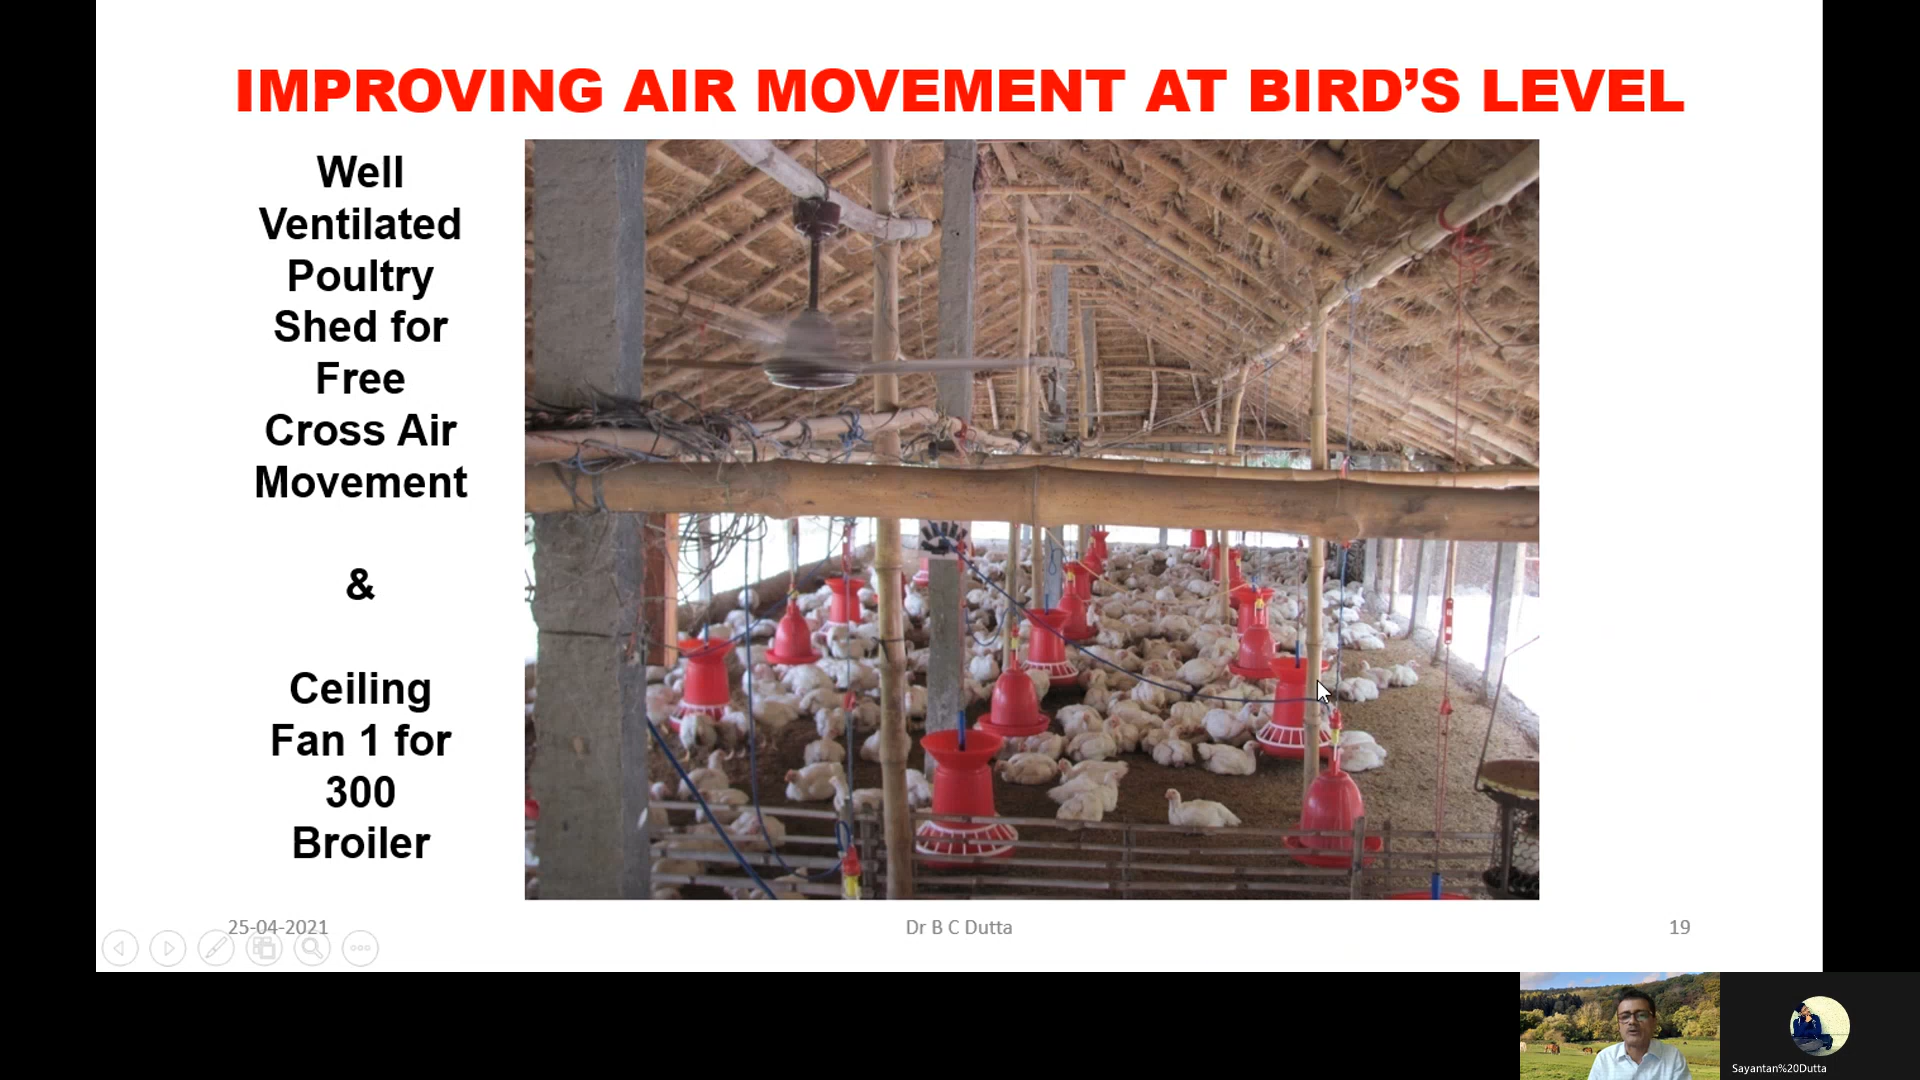 IMPROVING AIR MOVEMENT AT BIRD’S LEVEL
Well
Ventilated
Poultry
Shed for
Free
Cross Air
Movement
&
Ceiling
Fan 1 for
300
Broiler
25-04-2021
Dr B C Dutta
19
Sayantan%20Dutta